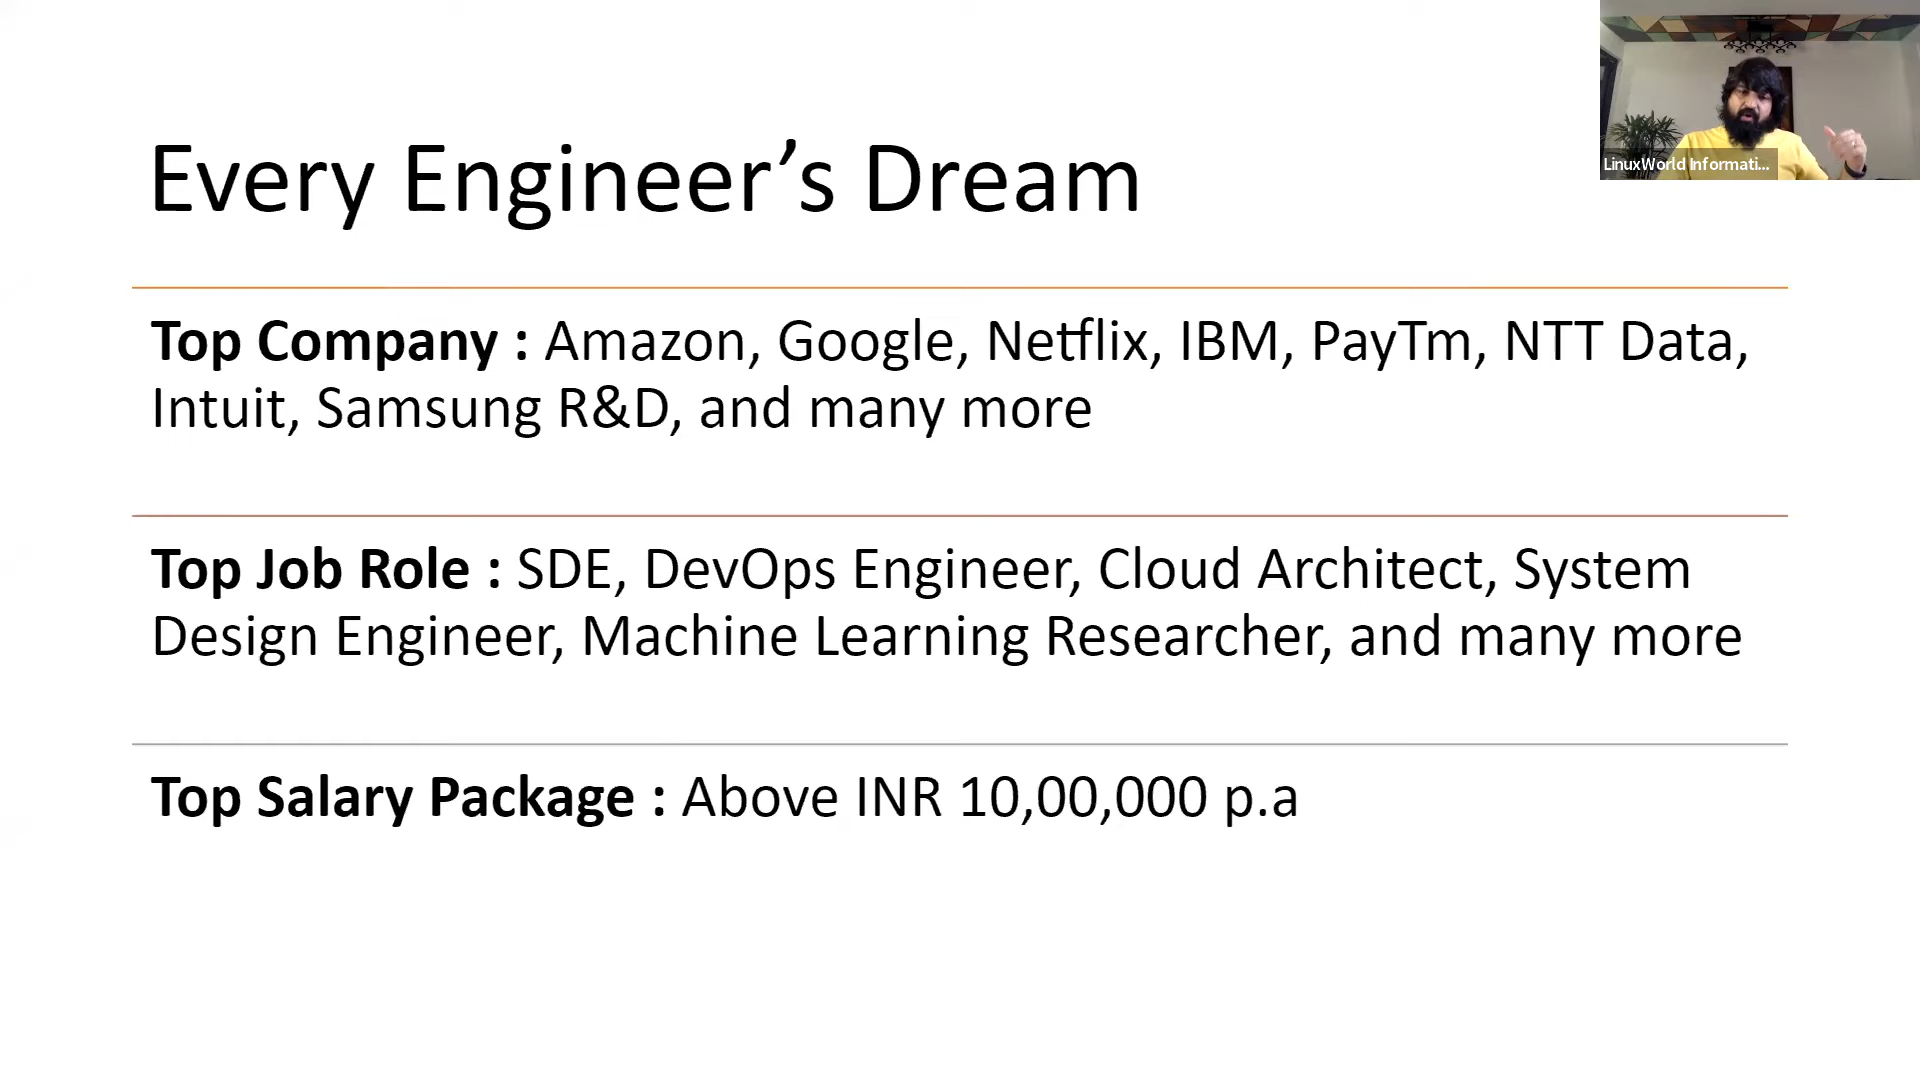 LinuxWorld Informati...
Every Engineer’s Dream
Top Company : Amazon, Google, Netflix, IBM, PayTm, NTT Data,
Intuit, Samsung R&D, and many more
Top Job Role : SDE, DevOps Engineer, Cloud Architect, System
Design Engineer, Machine Learning Researcher, and many more
Top Salary Package : Above INR 10,00,000 p.a